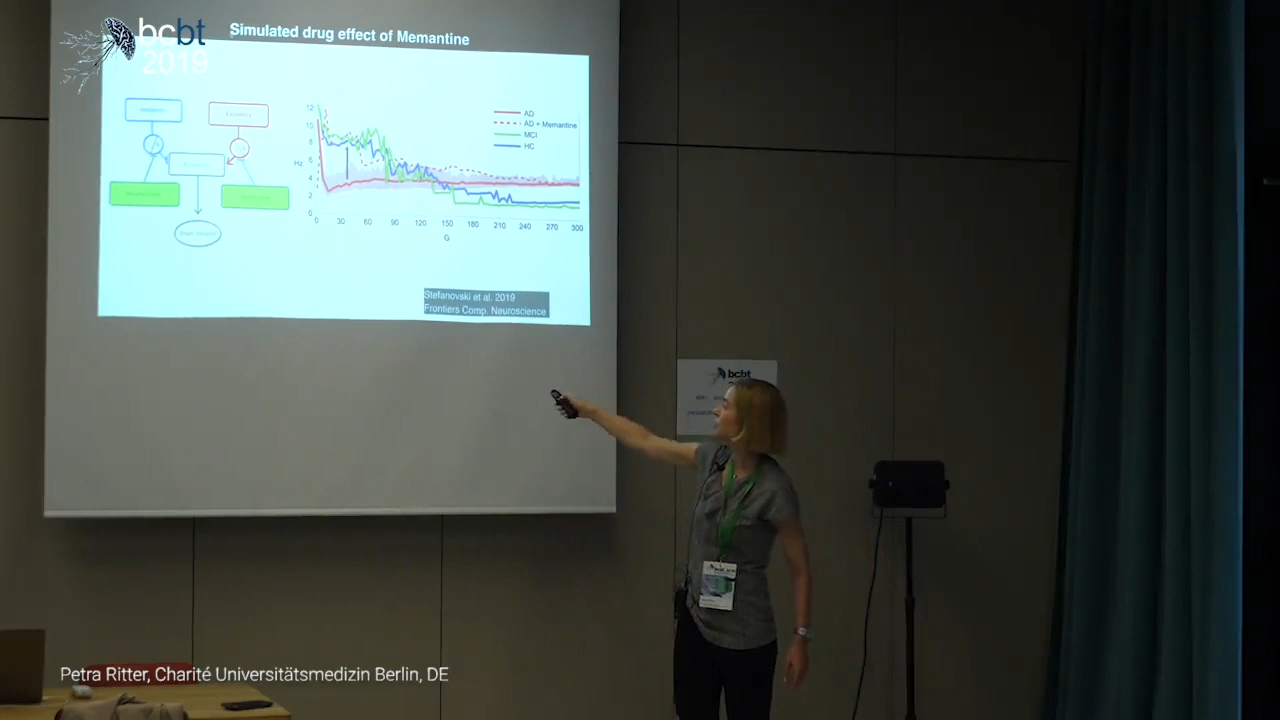 bcbt
2019
Simulated drug effect of Memantine
Hz
12
10
8
6
4
2
0
0 30 60 90 120 150 180 210 240 270 300
G
AD
AD + Memantine
MCI
HC
Stefanovski et al. 2019
Frontiers Comp. Neuroscience
bcbt
Petra Ritter, Charité Universitätsmedizin Berlin, DE